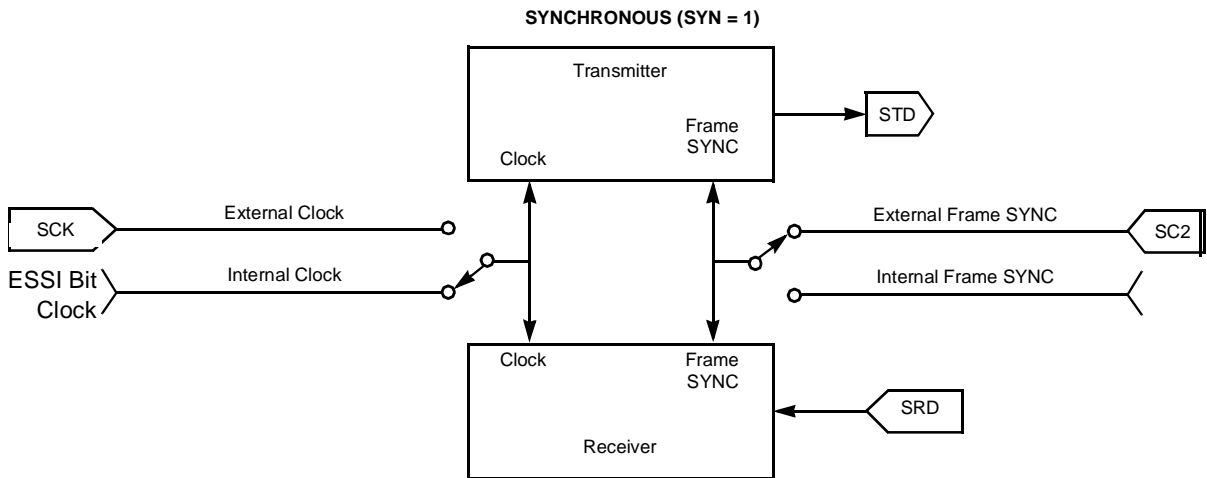 SYNCHRONOUS (SYN = 1)
Transmitter
STD
Frame
SYNC
Clock
External Clock
External Frame SYNC
SCK
SC2
Internal Clock
Internal Frame SYNC
ESSI Bit
Clock
Clock
Frame
SYNC
SRD
Receiver